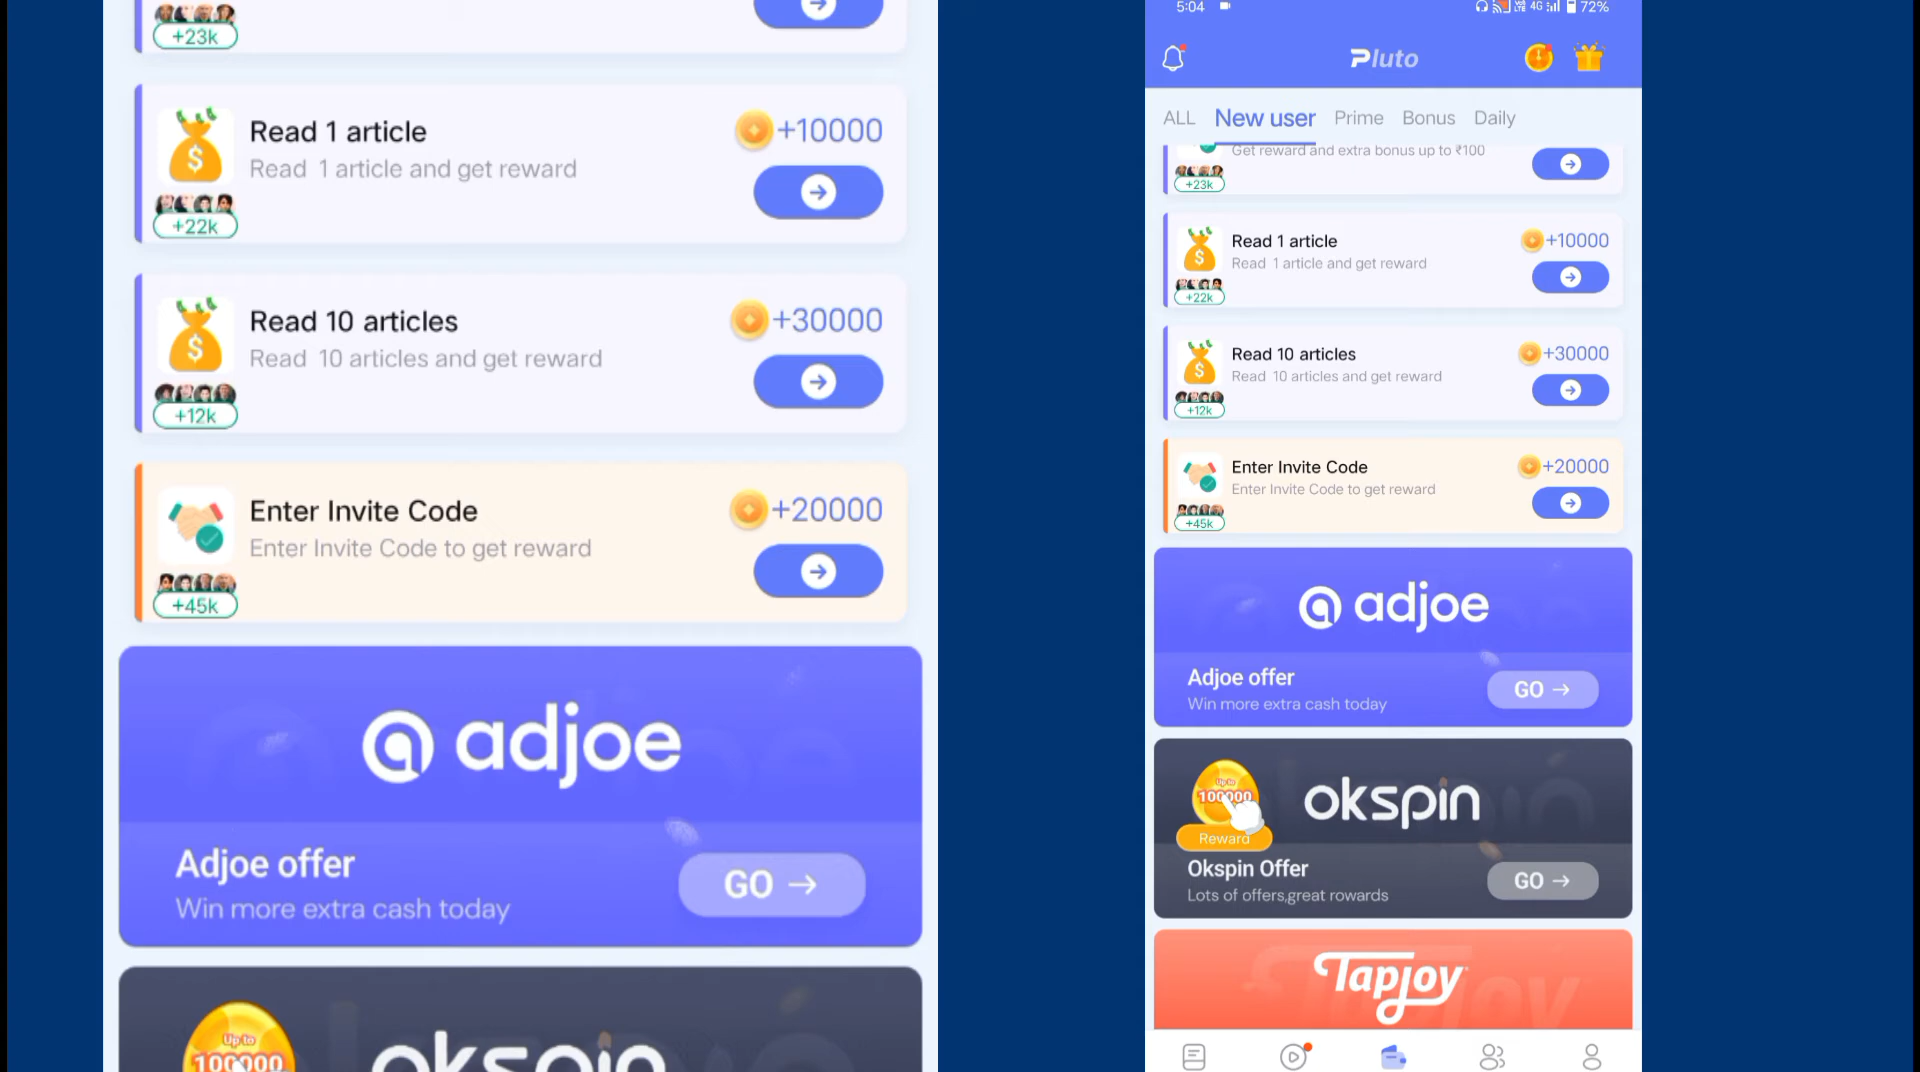 +23k
Read 1 article
+10000
Read 1 article and get reward
+22k
Read 10 articles
+30000
Read 10 articles and get reward
+12k
Enter Invite Code
+20000
Enter Invite Code to get reward
+45k
adjoe
Adjoe offer
Win more extra cash today
GO
Up to
100000
okspin
5:04
4G
72%
Pluto
ALL
New user
Prime
Bonus
Daily
Get reward and extra bonus up to ₹100
+23k
Read 1 article
+10000
Read 1 article and get reward
+22k
Read 10 articles
+30000
Read 10 articles and get reward
+12k
Enter Invite Code
+20000
Enter Invite Code to get reward
+45k
adjoe
Adjoe offer
Win more extra cash today
GO
Up to
100000
Reward
okspin
Okspin Offer
Lots of offers,great rowards
GO
Tapjoy